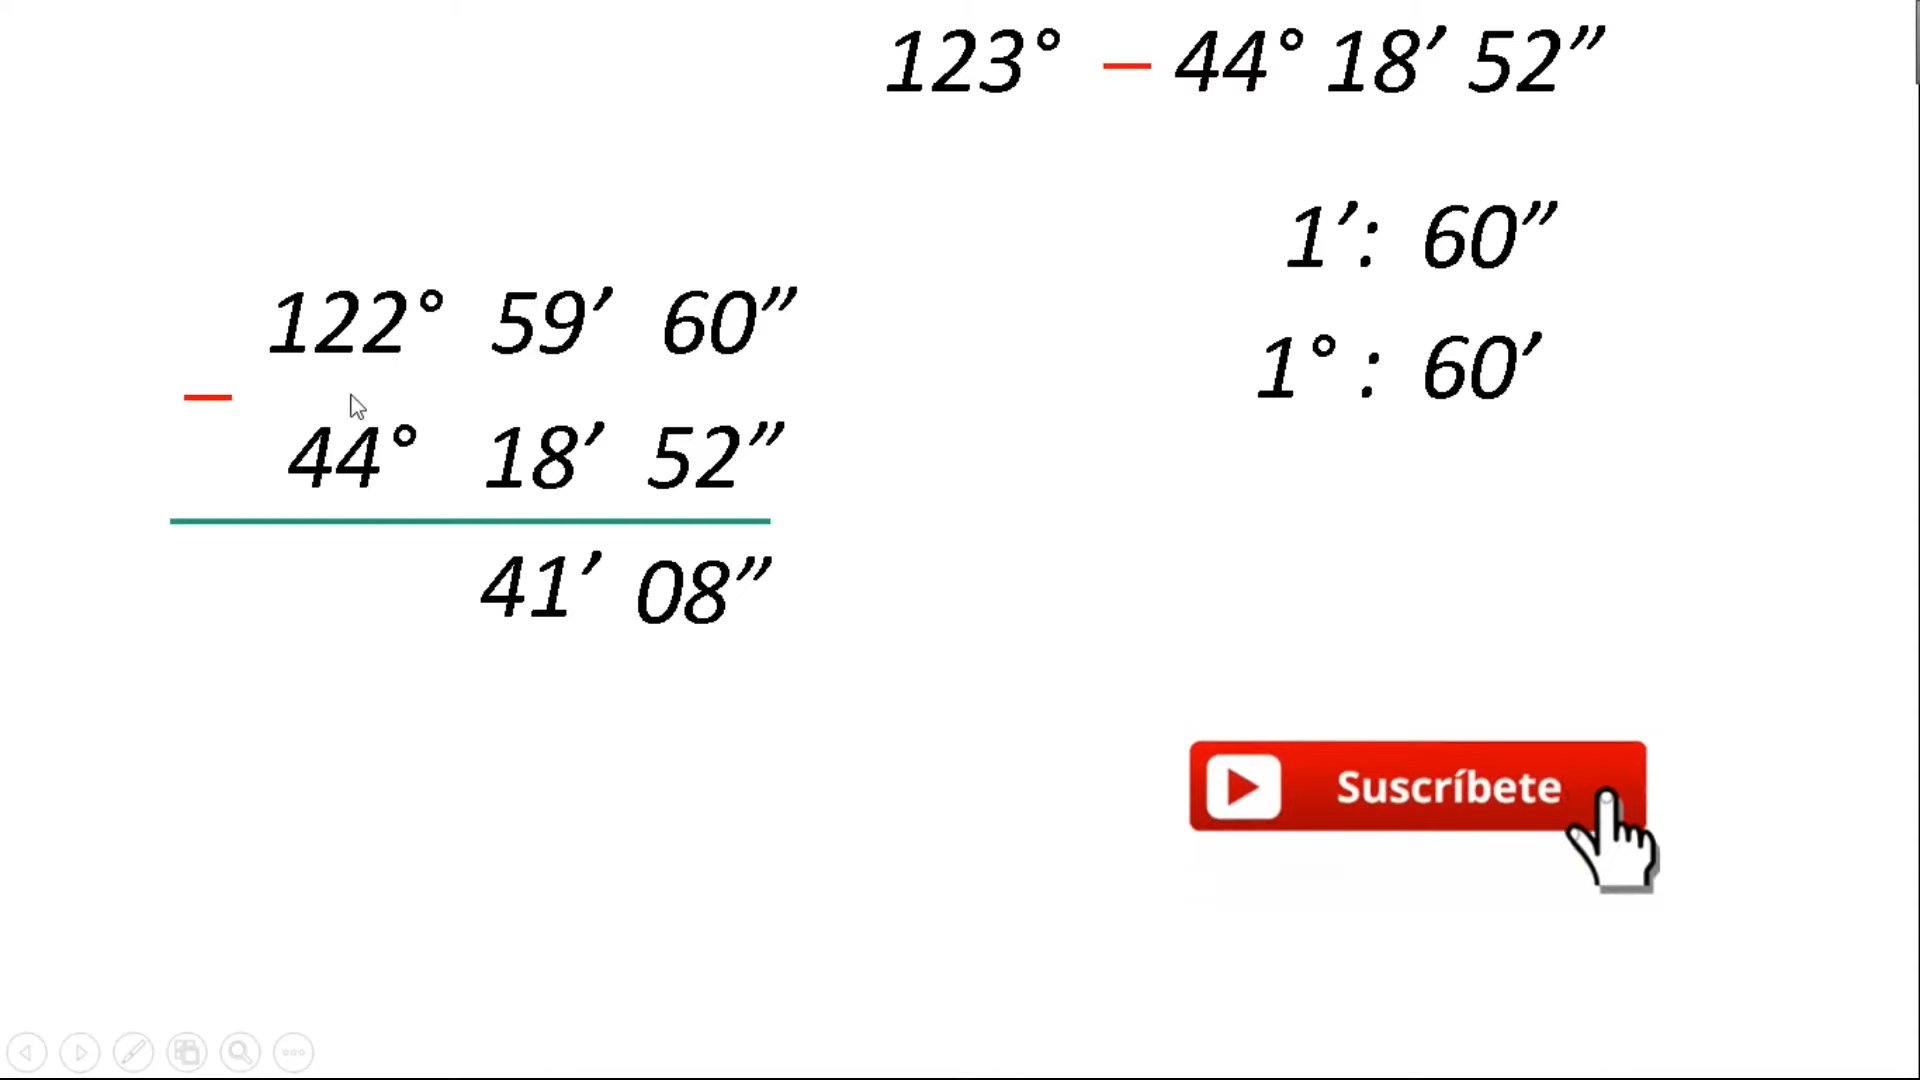 123° – 44° 18’ 52”
1’: 60”
1° : 60’
122° 59’ 60”
–
44° 18’ 52”
41’ 08”
Suscríbete